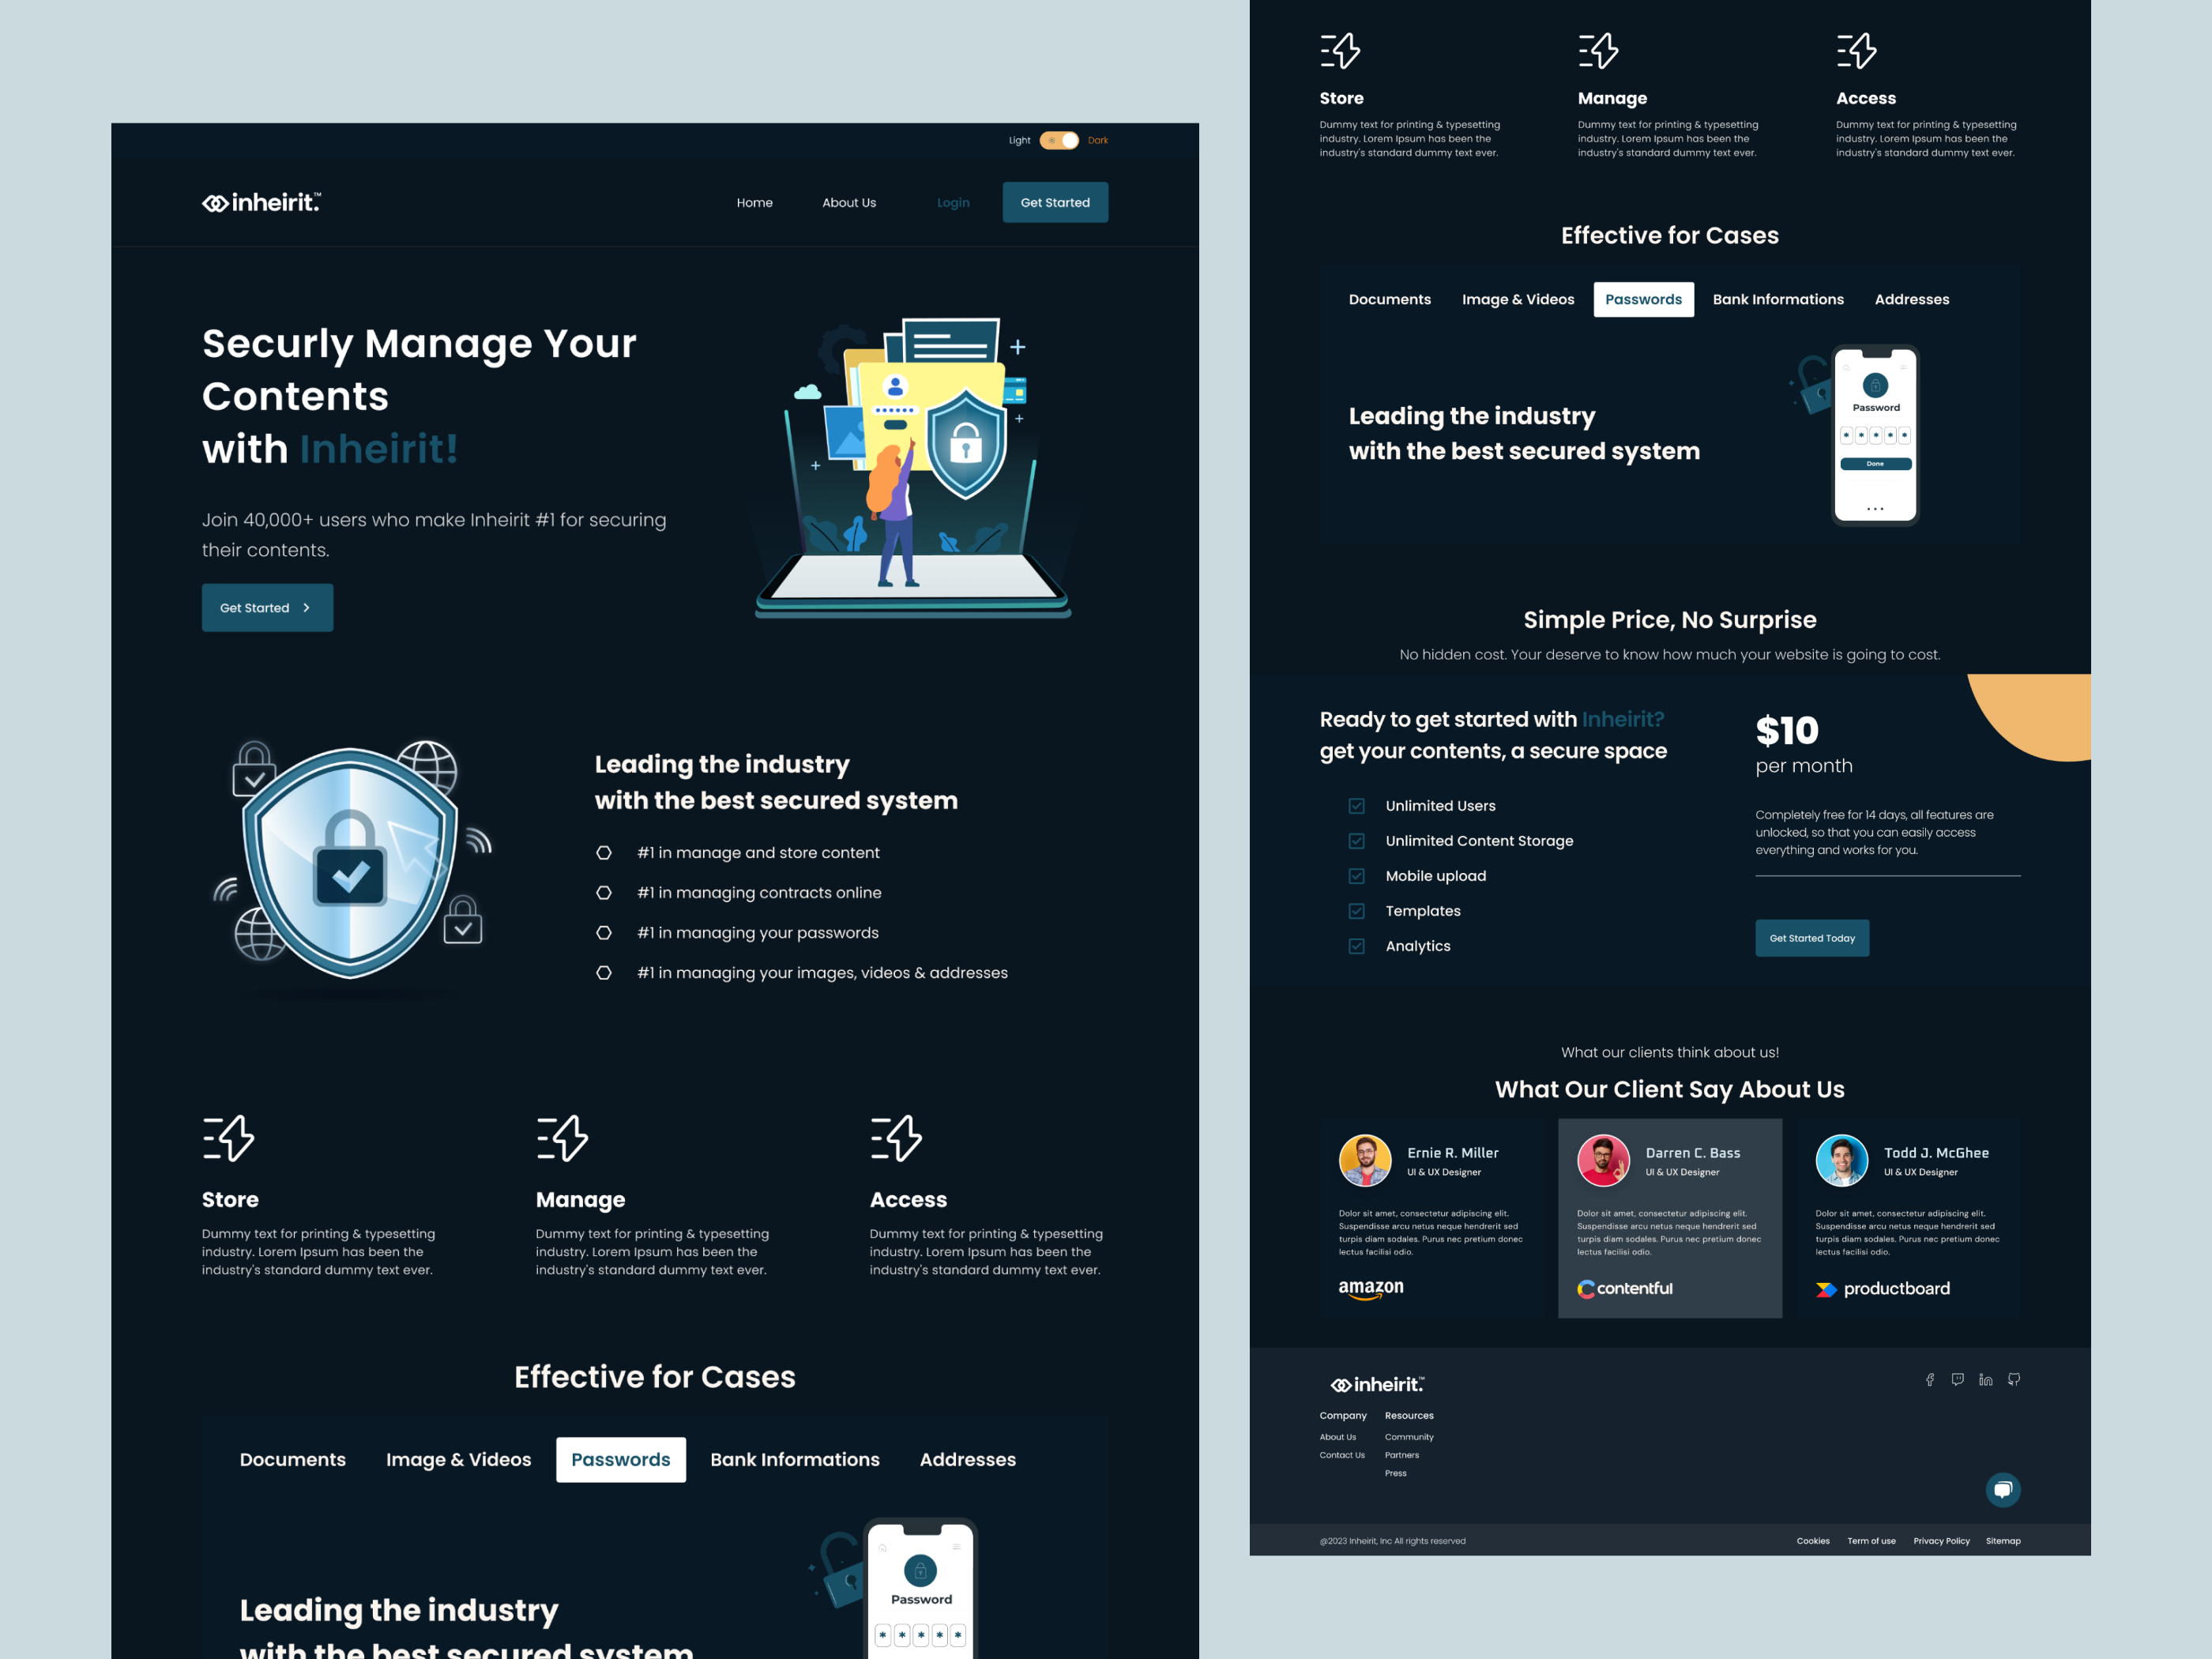 Light
Dark
inheirit.™
Home
About Us
Login
Get Started
Securly Manage Your
Contents
with Inheirit!
Join 40,000+ users who make Inheirit #1 for securing
their contents.
Get Started
Leading the industry
with the best secured system
#1 in manage and store content
#1 in managing contracts online
#1 in managing your passwords
#1 in managing your images, videos & addresses
Store
Dummy text for printing & typesetting
industry. Lorem Ipsum has been the
industry's standard dummy text ever.
Manage
Dummy text for printing & typesetting
industry. Lorem Ipsum has been the
industry's standard dummy text ever.
Access
Dummy text for printing & typesetting
industry. Lorem Ipsum has been the
industry's standard dummy text ever.
Effective for Cases
Documents
Image & Videos
Passwords
Bank Informations
Addresses
Leading the industry
with the best secured system
Password
* * * * *
Store
Dummy text for printing & typesetting
industry. Lorem Ipsum has been the
industry's standard dummy text ever.
Manage
Dummy text for printing & typesetting
industry. Lorem Ipsum has been the
industry's standard dummy text ever.
Access
Dummy text for printing & typesetting
industry. Lorem Ipsum has been the
industry's standard dummy text ever.
Effective for Cases
Documents
Image & Videos
Passwords
Bank Informations
Addresses
Leading the industry
with the best secured system
Password
* * * * *
Done
Simple Price, No Surprise
No hidden cost. Your deserve to know how much your website is going to cost.
Ready to get started with Inheirit?
get your contents, a secure space
Unlimited Users
Unlimited Content Storage
Mobile upload
Templates
Analytics
$10
per month
Completely free for 14 days, all features are
unlocked, so that you can easily access
everything and works for you.
Get Started Today
What our clients think about us!
What Our Client Say About Us
Ernie R. Miller
UI & UX Designer
Dolor sit amet, consectetur adipiscing elit.
Suspendisse arcu netus neque hendrerit sed
turpis diam sodales. Purus nec pretium donec
lectus facilisi odio.
amazon
Darren C. Bass
UI & UX Designer
Dolor sit amet, consectetur adipiscing elit.
Suspendisse arcu netus neque hendrerit sed
turpis diam sodales. Purus nec pretium donec
lectus facilisi odio.
contentful
Todd J. McGhee
UI & UX Designer
Dolor sit amet, consectetur adipiscing elit.
Suspendisse arcu netus neque hendrerit sed
turpis diam sodales. Purus nec pretium donec
lectus facilisi odio.
productboard
inheirit.™
Company
About Us
Contact Us
Resources
Community
Partners
Press
@2023 Inheirit, Inc All rights reserved
Cookies
Term of use
Privacy Policy
Sitemap